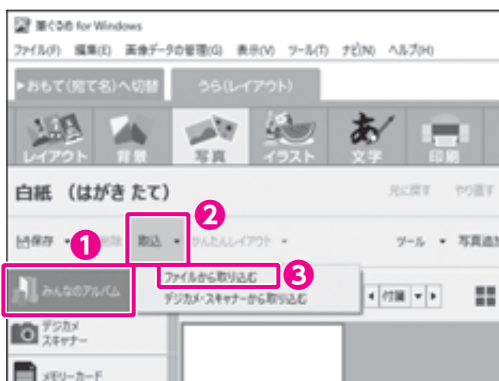 筆ぐるめ for Windows
ファイル(F) 編集(E) 画像データの管理(G) 表示(V) ツール(T) ナビ(N) ヘルプ(H)
▸おもて(宛て名)へ切替 うら(レイアウト)
レイアウト 背景 写真 イラスト 文字 印刷
白紙 (はがき たて) 元に戻す やり直す
保存 削除 取込 かんたんレイアウト ツール 写真追加
1 2 3
みんなのアルバム ファイルから取り込む
デジカメ・スキャナーから取り込む 付箋
デジカメ
スキャナー
メモリーカード